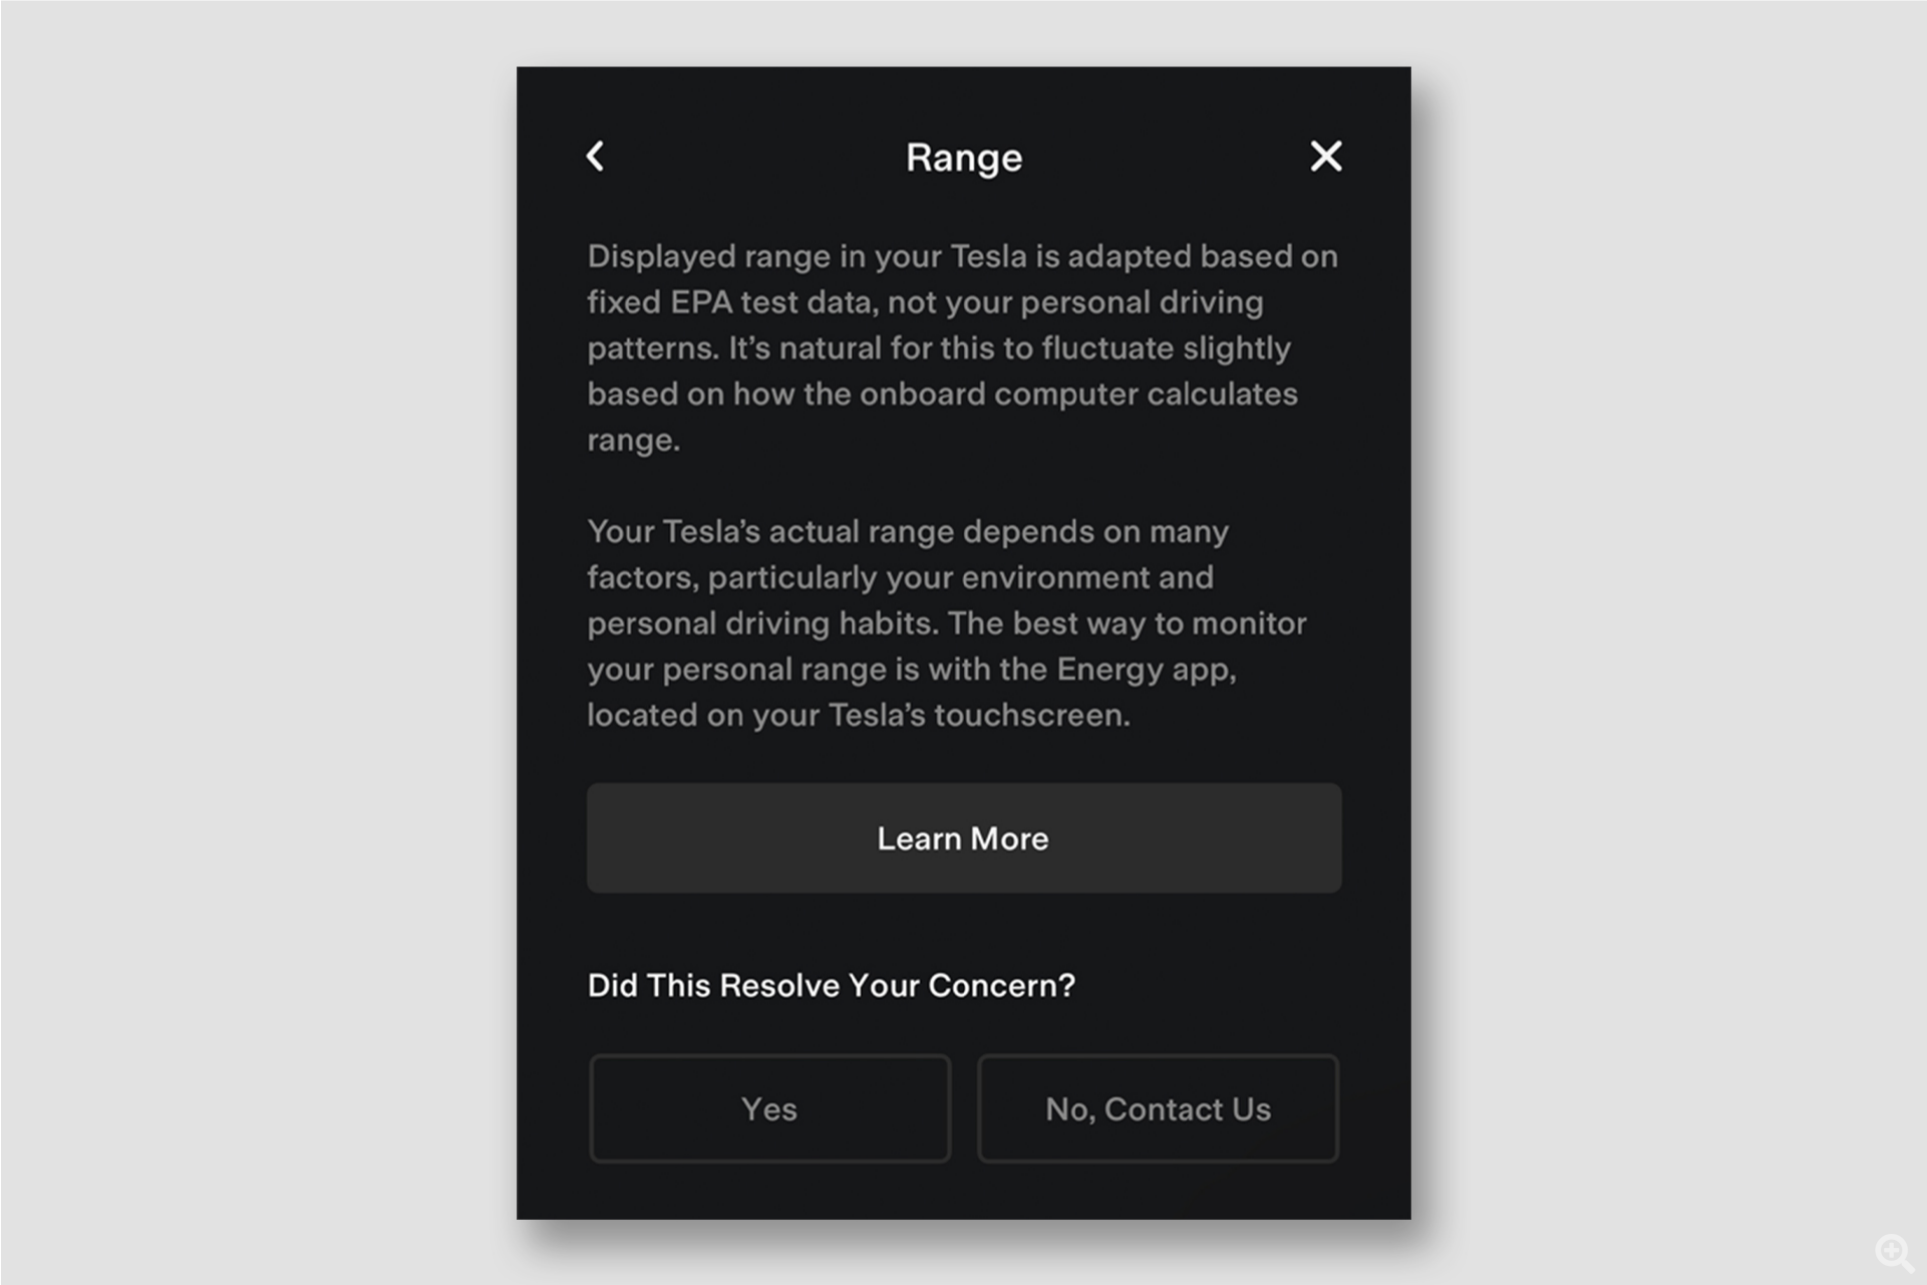 Range
Displayed range in your Tesla is adapted based on
fixed EPA test data, not your personal driving
patterns. It’s natural for this to fluctuate slightly
based on how the onboard computer calculates
range.
Your Tesla’s actual range depends on many
factors, particularly your environment and
personal driving habits. The best way to monitor
your personal range is with the Energy app,
located on your Tesla’s touchscreen.
Learn More
Did This Resolve Your Concern?
Yes
No, Contact Us